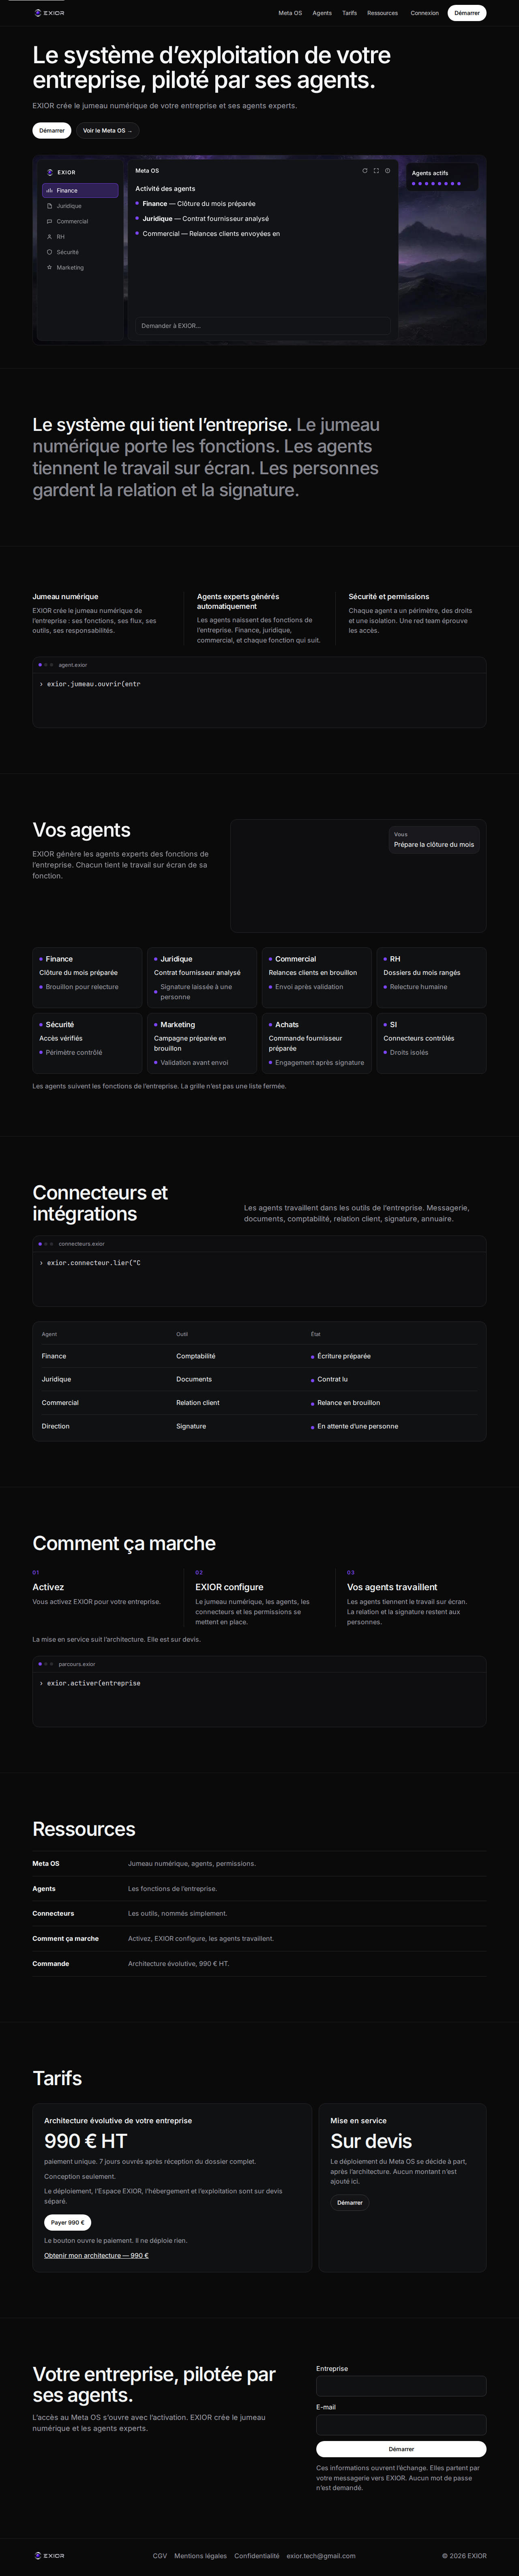 EXIOR
Meta OS
Agents
Tarifs
Ressources
Connexion
Démarrer
Le système d’exploitation de votre
entreprise, piloté par ses agents.
EXIOR crée le jumeau numérique de votre entreprise et ses agents experts.
Démarrer
Voir le Meta OS →
EXIOR
Finance
Juridique
Commercial
RH
Sécurité
Marketing
Meta OS
Activité des agents
Finance — Clôture du mois préparée
Juridique — Contrat fournisseur analysé
Commercial — Relances clients envoyées en
Demander à EXIOR...
Agents actifs
Le système qui tient l’entreprise. Le jumeau
numérique porte les fonctions. Les agents
tiennent le travail sur écran. Les personnes
gardent la relation et la signature.
Jumeau numérique
EXIOR crée le jumeau numérique de
l’entreprise : ses fonctions, ses flux, ses
outils, ses responsabilités.
Agents experts générés
automatiquement
Les agents naissent des fonctions de
l’entreprise. Finance, juridique,
commercial, et chaque fonction qui suit.
Sécurité et permissions
Chaque agent a un périmètre, des droits
et une isolation. Une red team éprouve
les accès.
agent.exior
› exior.jumeau.ouvrir(entr
Vos agents
EXIOR génère les agents experts des fonctions de
l’entreprise. Chacun tient le travail sur écran de sa
fonction.
Vous
Prépare la clôture du mois
Finance
Clôture du mois préparée
Brouillon pour relecture
Juridique
Contrat fournisseur analysé
Signature laissée à une
personne
Commercial
Relances clients en brouillon
Envoi après validation
RH
Dossiers du mois rangés
Relecture humaine
Sécurité
Accès vérifiés
Périmètre contrôlé
Marketing
Campagne préparée en
brouillon
Validation avant envoi
Achats
Commande fournisseur
préparée
Engagement après signature
SI
Connecteurs contrôlés
Droits isolés
Les agents suivent les fonctions de l’entreprise. La grille n’est pas une liste fermée.
Connecteurs et
intégrations
Les agents travaillent dans les outils de l’entreprise. Messagerie,
documents, comptabilité, relation client, signature, annuaire.
connecteurs.exior
› exior.connecteur.lier("C
Agent
Outil
État
Finance
Comptabilité
Écriture préparée
Juridique
Documents
Contrat lu
Commercial
Relation client
Relance en brouillon
Direction
Signature
En attente d’une personne
Comment ça marche
01
Activez
Vous activez EXIOR pour votre entreprise.
02
EXIOR configure
Le jumeau numérique, les agents, les
connecteurs et les permissions se
mettent en place.
03
Vos agents travaillent
Les agents tiennent le travail sur écran.
La relation et la signature restent aux
personnes.
La mise en service suit l’architecture. Elle est sur devis.
parcours.exior
› exior.activer(entreprise
Ressources
Meta OS
Jumeau numérique, agents, permissions.
Agents
Les fonctions de l’entreprise.
Connecteurs
Les outils, nommés simplement.
Comment ça marche
Activez, EXIOR configure, les agents travaillent.
Commande
Architecture évolutive, 990 € HT.
Tarifs
Architecture évolutive de votre entreprise
990 € HT
paiement unique. 7 jours ouvrés après réception du dossier complet.
Conception seulement.
Le déploiement, l’Espace EXIOR, l’hébergement et l’exploitation sont sur devis
séparé.
Payer 990 €
Le bouton ouvre le paiement. Il ne déploie rien.
Obtenir mon architecture — 990 €
Mise en service
Sur devis
Le déploiement du Meta OS se décide à part,
après l’architecture. Aucun montant n’est
ajouté ici.
Démarrer
Votre entreprise, pilotée par
ses agents.
L’accès au Meta OS s’ouvre avec l’activation. EXIOR crée le jumeau
numérique et les agents experts.
Entreprise
E-mail
Démarrer
Ces informations ouvrent l’échange. Elles partent par
votre messagerie vers EXIOR. Aucun mot de passe
n’est demandé.
EXIOR
CGV
Mentions légales
Confidentialité
exior.tech@gmail.com
© 2026 EXIOR